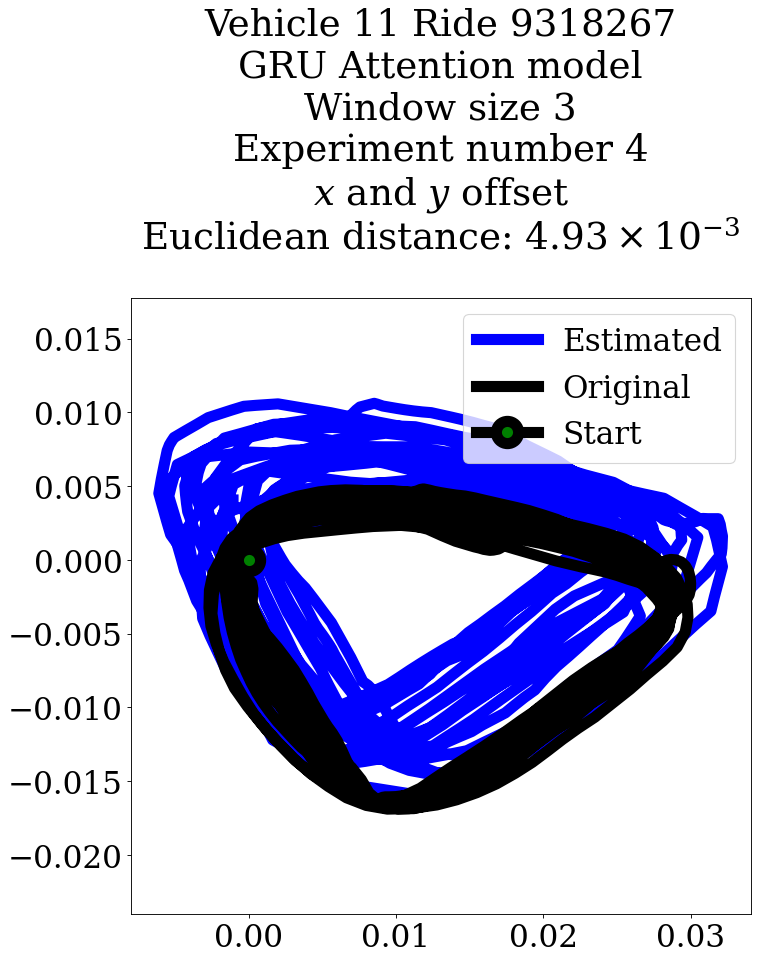 Vehicle 11 Ride 9318267
GRU Attention model
Window size 3
Experiment number 4
x and y offset
Euclidean distance: 4.93 × 10⁻³
Estimated
Original
Start
0.015
0.010
0.005
0.000
−0.005
−0.010
−0.015
−0.020
0.00 0.01 0.02 0.03